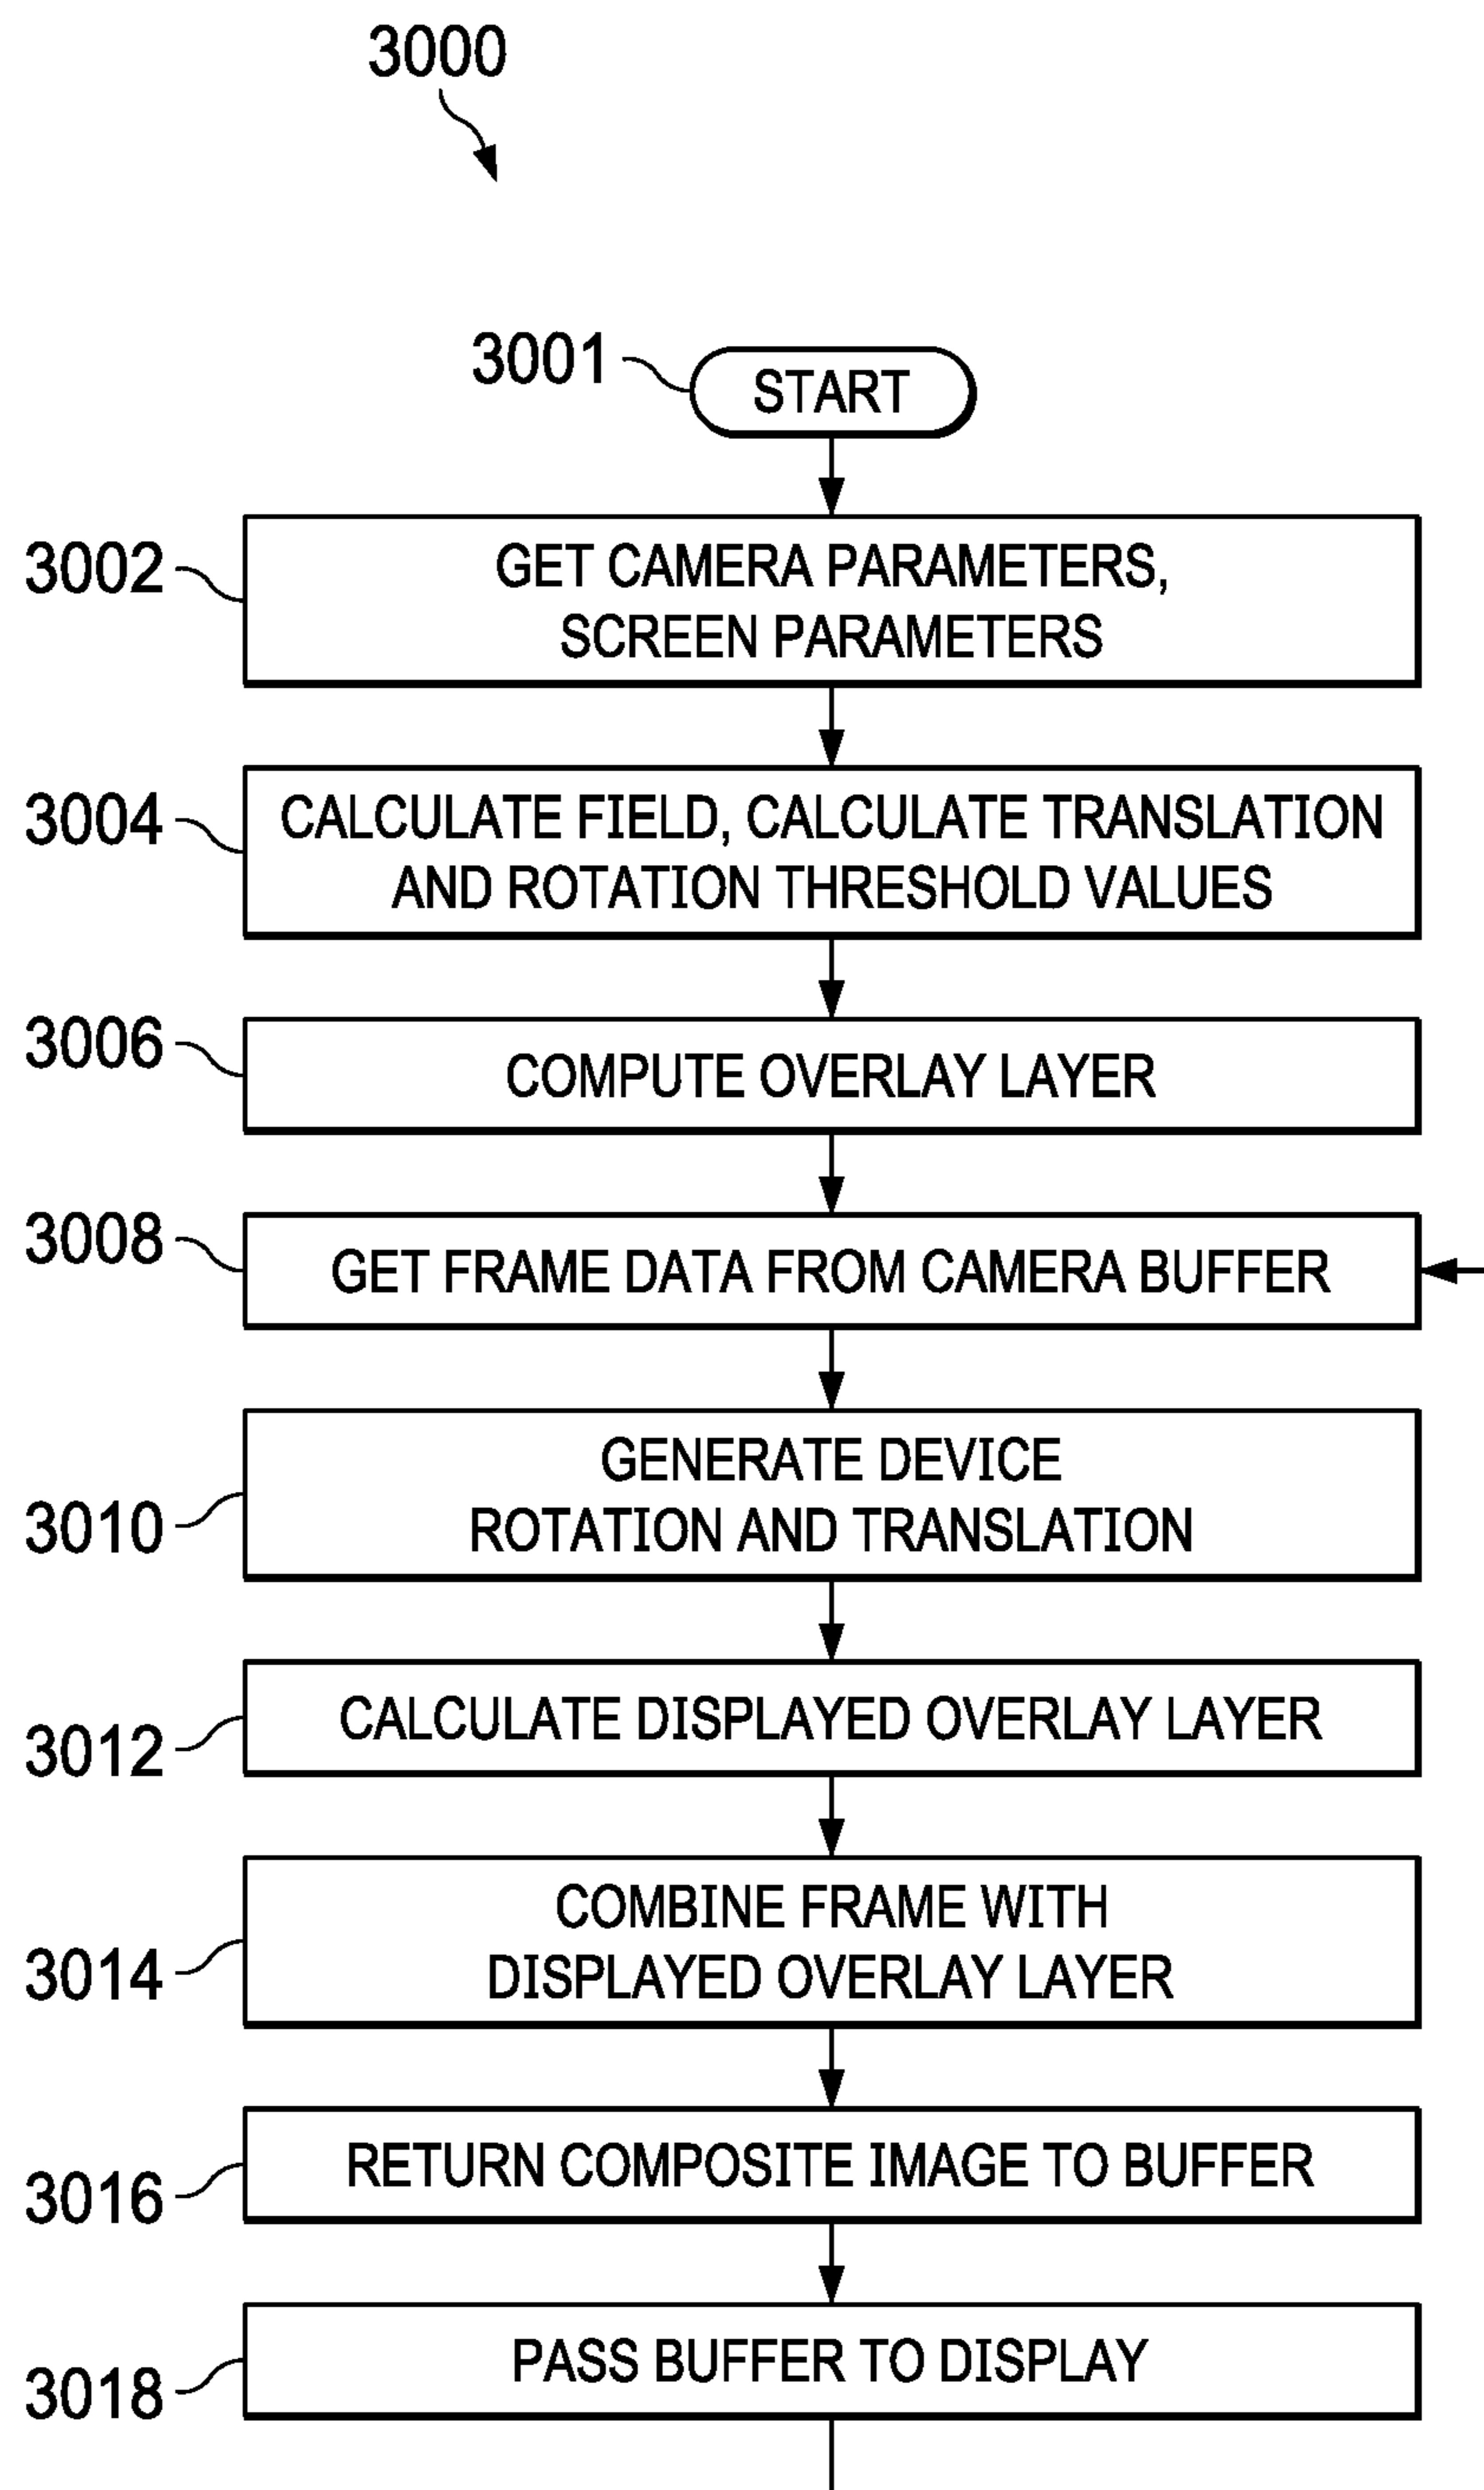 3000
3001
START
3002
GET CAMERA PARAMETERS,
SCREEN PARAMETERS
3004
CALCULATE FIELD, CALCULATE TRANSLATION
AND ROTATION THRESHOLD VALUES
3006
COMPUTE OVERLAY LAYER
3008
GET FRAME DATA FROM CAMERA BUFFER
3010
GENERATE DEVICE
ROTATION AND TRANSLATION
3012
CALCULATE DISPLAYED OVERLAY LAYER
3014
COMBINE FRAME WITH
DISPLAYED OVERLAY LAYER
3016
RETURN COMPOSITE IMAGE TO BUFFER
3018
PASS BUFFER TO DISPLAY